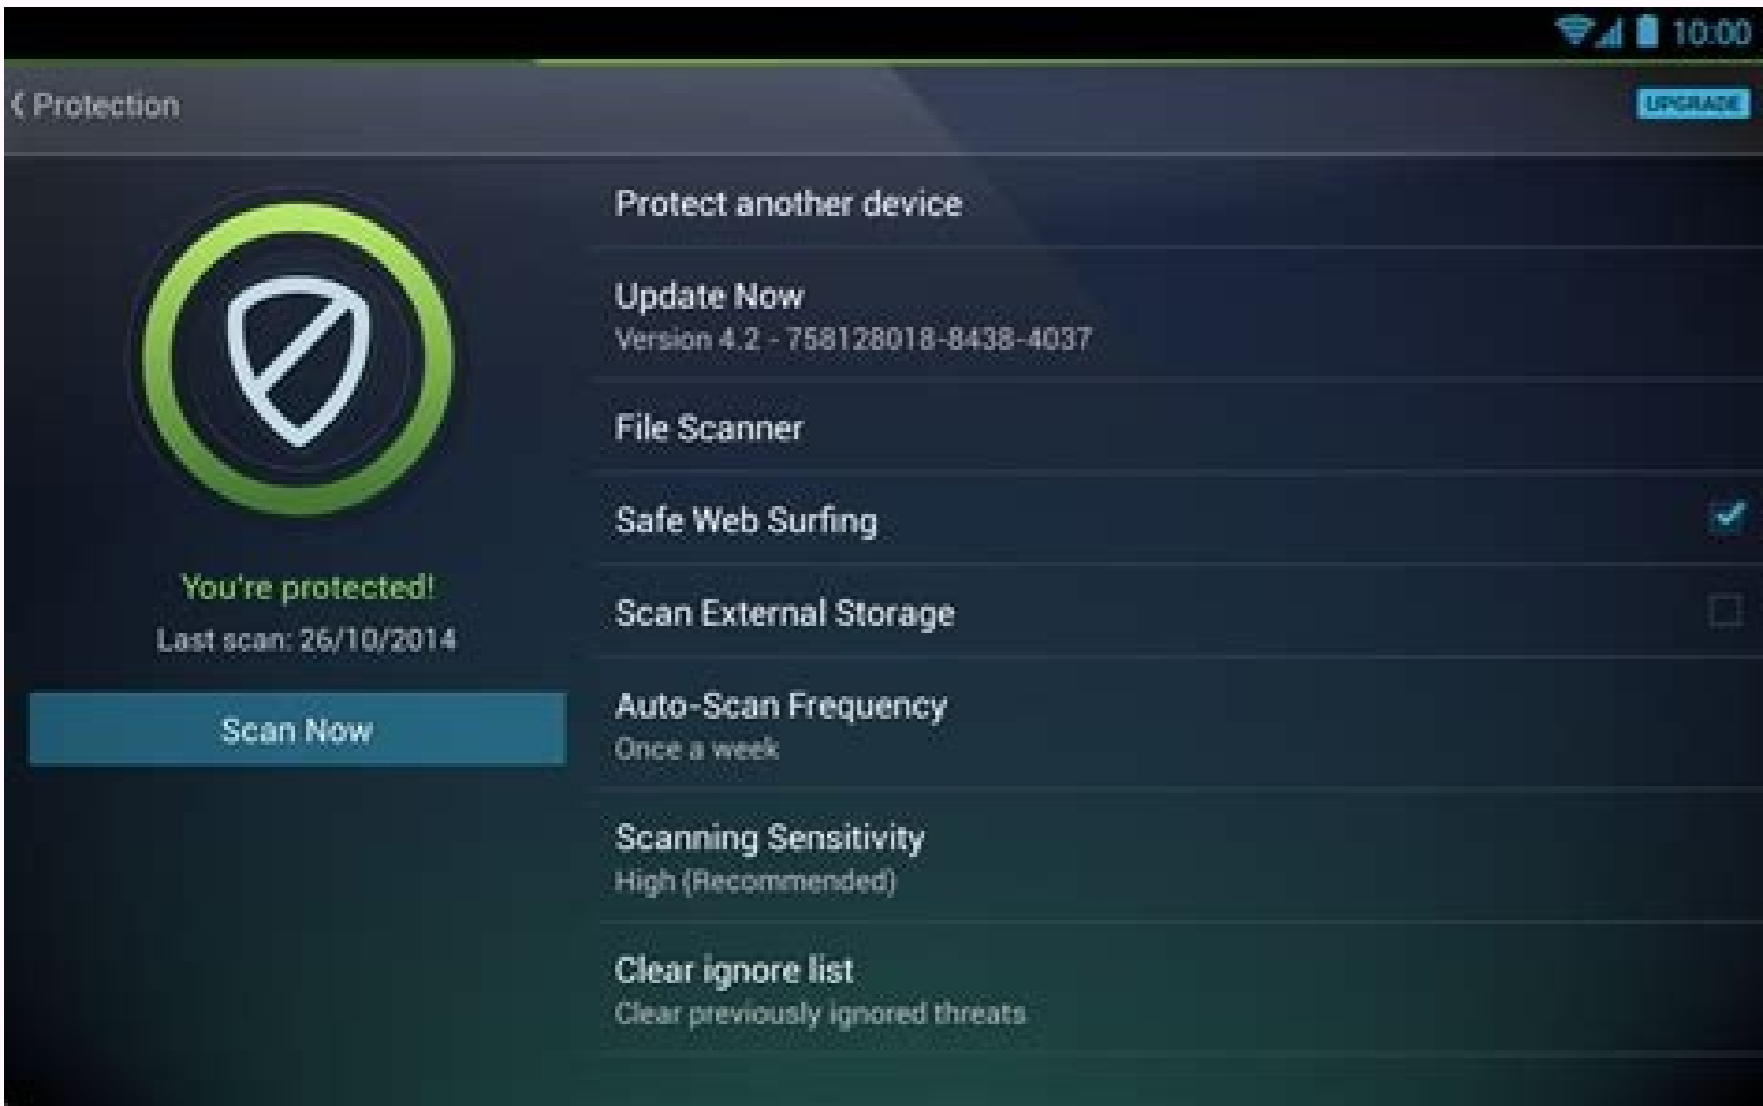 10:00
Protection
UPGRADE
Protect another device
Update Now
Version 4.2 - 758128018-8438-4037
File Scanner
Safe Web Surfing
Scan External Storage
Auto-Scan Frequency
Once a week
Scanning Sensitivity
High (Recommended)
Clear ignore list
Clear previously ignored threats
You're protected!
Last scan: 26/10/2014
Scan Now